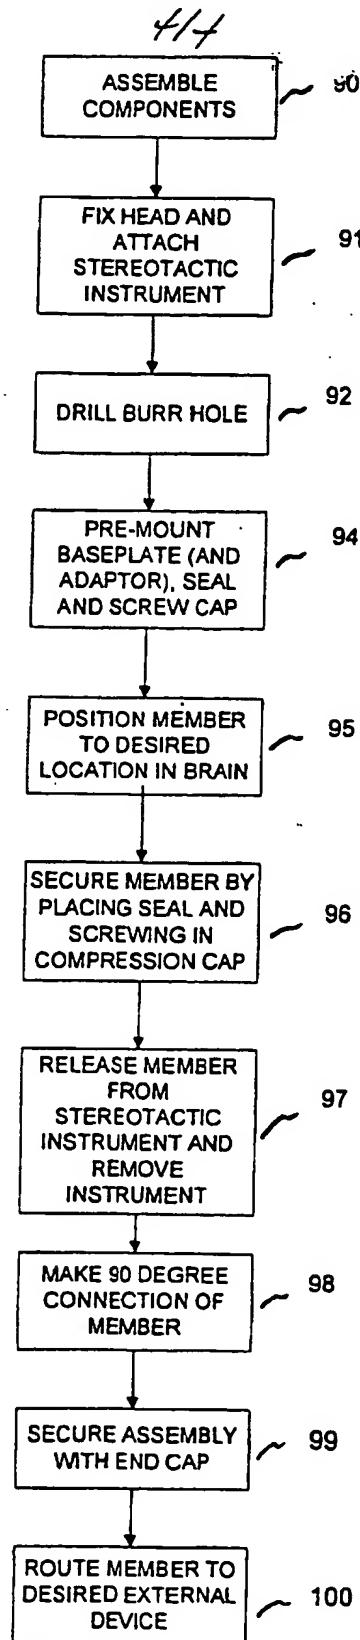 4/4
ASSEMBLE
COMPONENTS
90
FIX HEAD AND
ATTACH
STEREOTACTIC
INSTRUMENT
91
DRILL BURR HOLE
92
PRE-MOUNT
BASEPLATE (AND
ADAPTOR), SEAL
AND SCREW CAP
94
POSITION MEMBER
TO DESIRED
LOCATION IN BRAIN
95
SECURE MEMBER BY
PLACING SEAL AND
SCREWING IN
COMPRESSION CAP
96
RELEASE MEMBER
FROM
STEREOTACTIC
INSTRUMENT AND
REMOVE
INSTRUMENT
97
MAKE 90 DEGREE
CONNECTION OF
MEMBER
98
SECURE ASSEMBLY
WITH END CAP
99
ROUTE MEMBER TO
DESIRED EXTERNAL
DEVICE
100